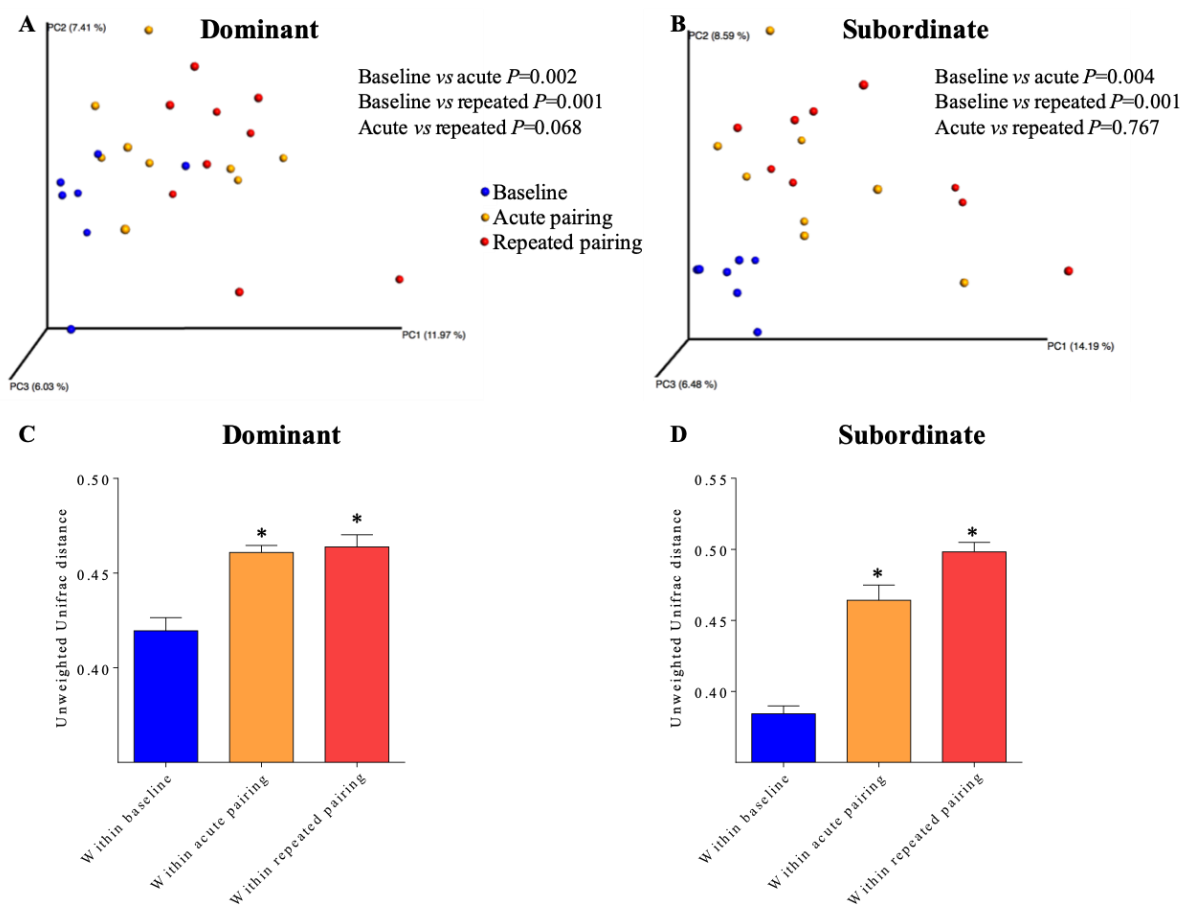 A
PC2 (7.41 %)
Dominant
Baseline vs acute P=0.002
Baseline vs repeated P=0.001
Acute vs repeated P=0.068
Baseline
Acute pairing
Repeated pairing
PC1 (11.97 %)
PC3 (6.03 %)
B
PC2 (8.59 %)
Subordinate
Baseline vs acute P=0.004
Baseline vs repeated P=0.001
Acute vs repeated P=0.767
PC1 (14.19 %)
PC3 (6.48 %)
C
Dominant
Unweighted Unifrac distance
0.50
0.45
0.40
*
*
Within baseline
Within acute pairing
Within repeated pairing
D
Subordinate
Unweighted Unifrac distance
0.55
0.50
0.45
0.40
*
*
Within baseline
Within acute pairing
Within repeated pairing